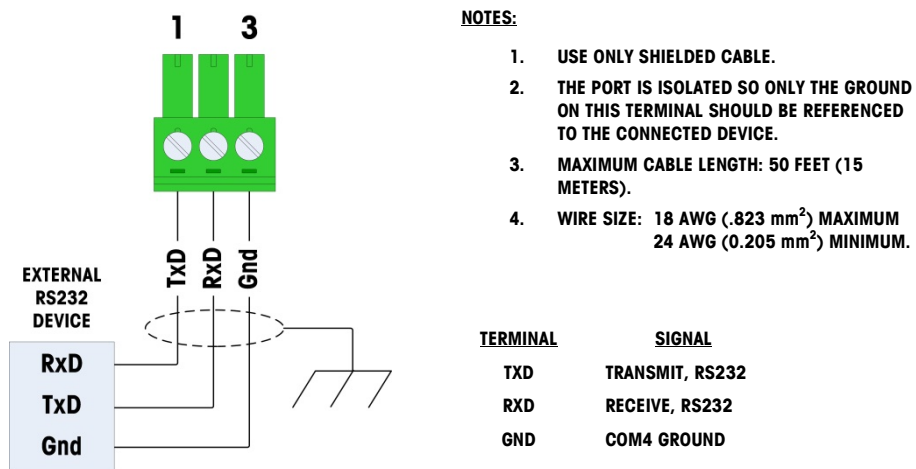 1 3
TxD
RxD
Gnd
EXTERNAL
RS232
DEVICE
RxD
TxD
Gnd
NOTES:
1. USE ONLY SHIELDED CABLE.
2. THE PORT IS ISOLATED SO ONLY THE GROUND
ON THIS TERMINAL SHOULD BE REFERENCED
TO THE CONNECTED DEVICE.
3. MAXIMUM CABLE LENGTH: 50 FEET (15
METERS).
4. WIRE SIZE: 18 AWG (.823 mm²) MAXIMUM
24 AWG (0.205 mm²) MINIMUM.
TERMINAL SIGNAL
TXD TRANSMIT, RS232
RXD RECEIVE, RS232
GND COM4 GROUND